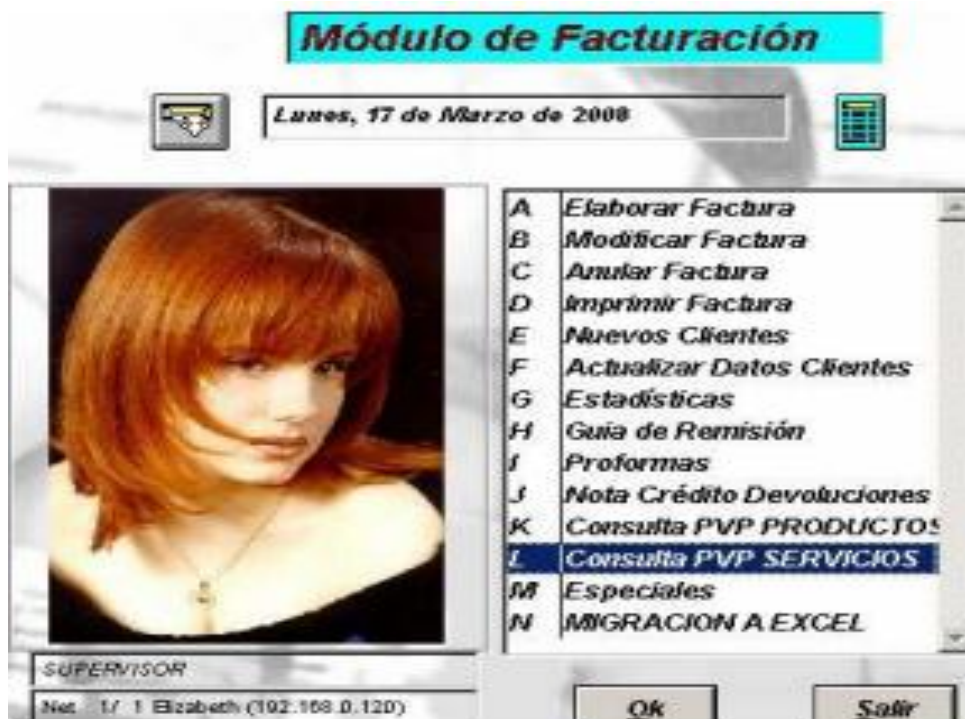 Módulo de Facturación
Lunes, 17 de Marzo de 2008
A Elaborar Factura
B Modificar Factura
C Anular Factura
D Imprimir Factura
E Nuevos Clientes
F Actualizar Datos Clientes
G Estadísticas
H Guia de Remisión
I Proformas
J Nota Crédito Devoluciones
K Consulta PVP PRODUCTOS
L Consulta PVP SERVICIOS
M Especiales
N MIGRACION A EXCEL
SUPERVISOR
Net 1/ 1 Elizabeth (192.168.0.120)
Ok
Salir